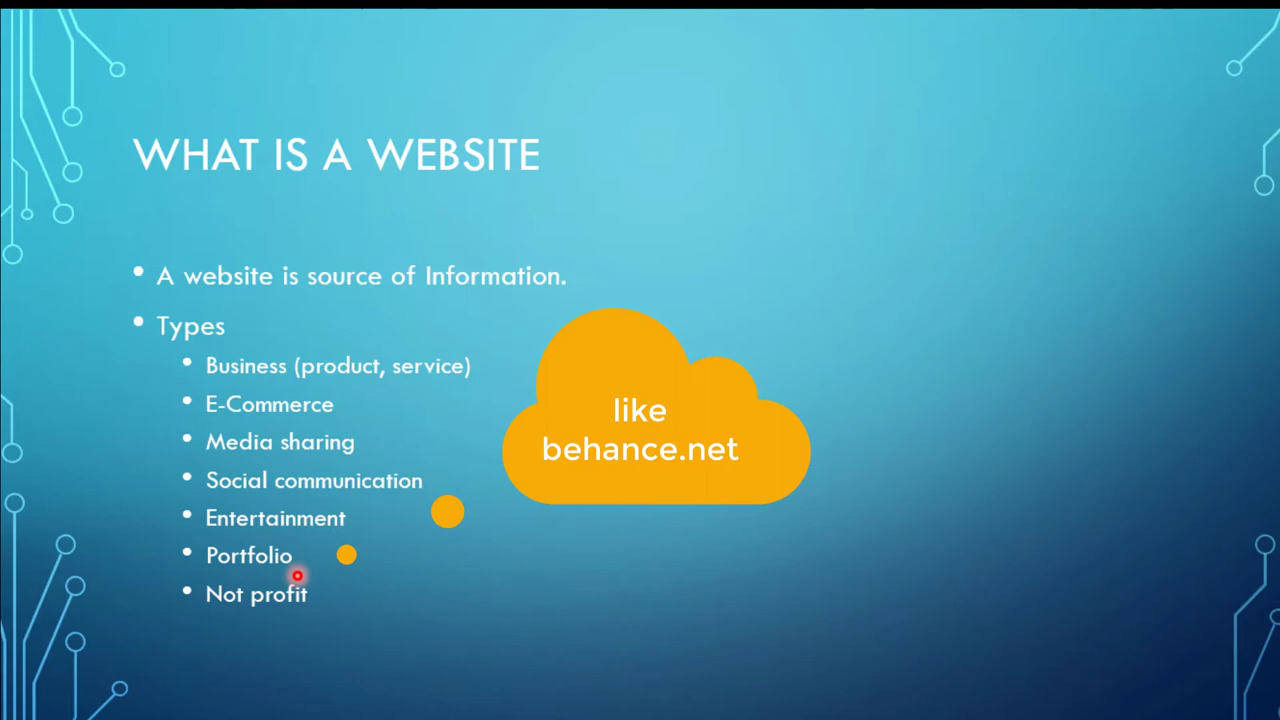 WHAT IS A WEBSITE
A website is source of Information.
Types
Business (product, service)
E-Commerce
Media sharing
Social communication
Entertainment
Portfolio
Not profit
like
behance.net